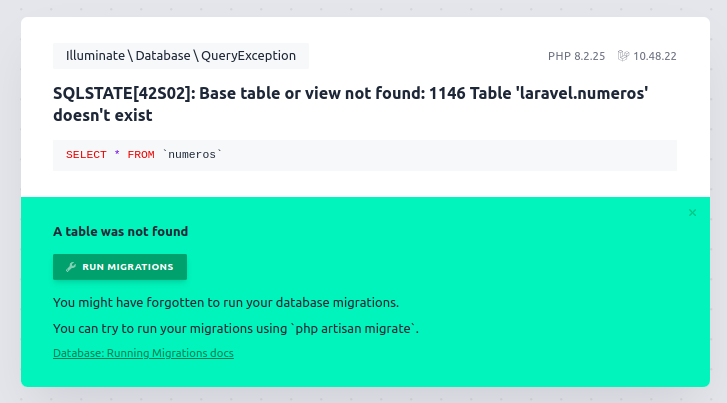 Illuminate\Database\QueryException
PHP 8.2.25 10.48.22
SQLSTATE[42S02]: Base table or view not found: 1146 Table 'laravel.numeros'
doesn't exist
SELECT * FROM `numeros`
×
A table was not found
RUN MIGRATIONS
You might have forgotten to run your database migrations.
You can try to run your migrations using `php artisan migrate`.
Database: Running Migrations docs